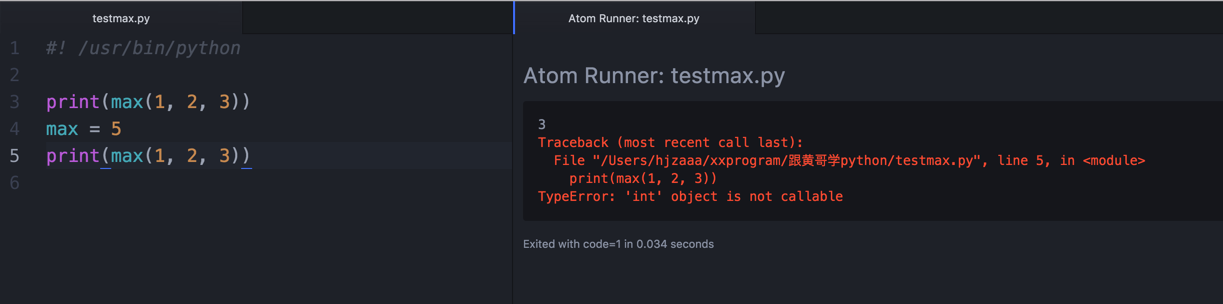 testmax.py
Atom Runner: testmax.py
1 #! /usr/bin/python
2
3 print(max(1, 2, 3))
4 max = 5
5 print(max(1, 2, 3))
6
Atom Runner: testmax.py
3
Traceback (most recent call last):
  File "/Users/hjzaaa/xxprogram/跟黄哥学python/testmax.py", line 5, in <module>
    print(max(1, 2, 3))
TypeError: 'int' object is not callable
Exited with code=1 in 0.034 seconds